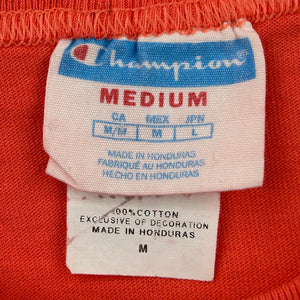 Champion
MEDIUM
CA MEX JPN
M/M M L
MADE IN HONDURAS
FABRIQUÉ AU HONDURAS
HECHO EN HONDURAS
100%COTTON
EXCLUSIVE OF DECORATION
MADE IN HONDURAS
M